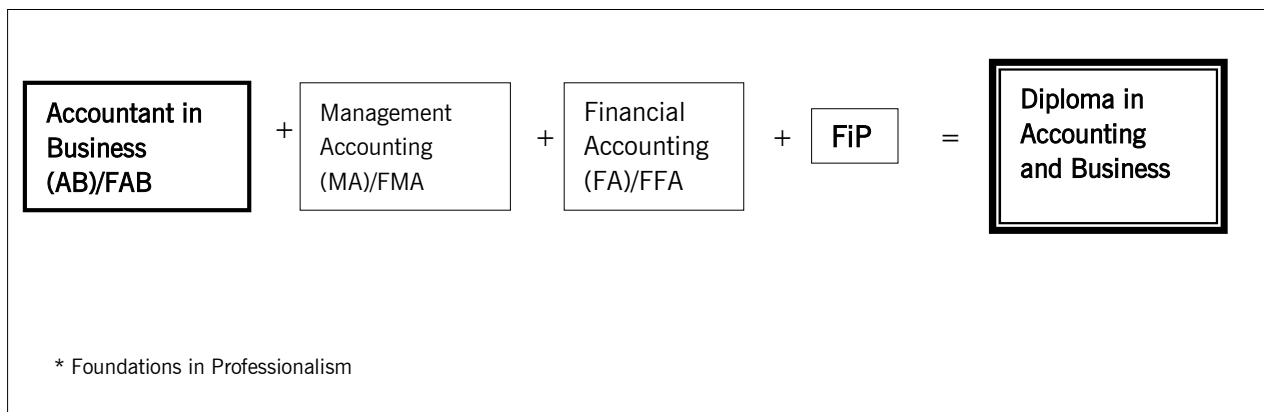 Accountant in
Business
(AB)/FAB
+
Management
Accounting
(MA)/FMA
+
Financial
Accounting
(FA)/FFA
+
FiP
=
Diploma in
Accounting
and Business
* Foundations in Professionalism